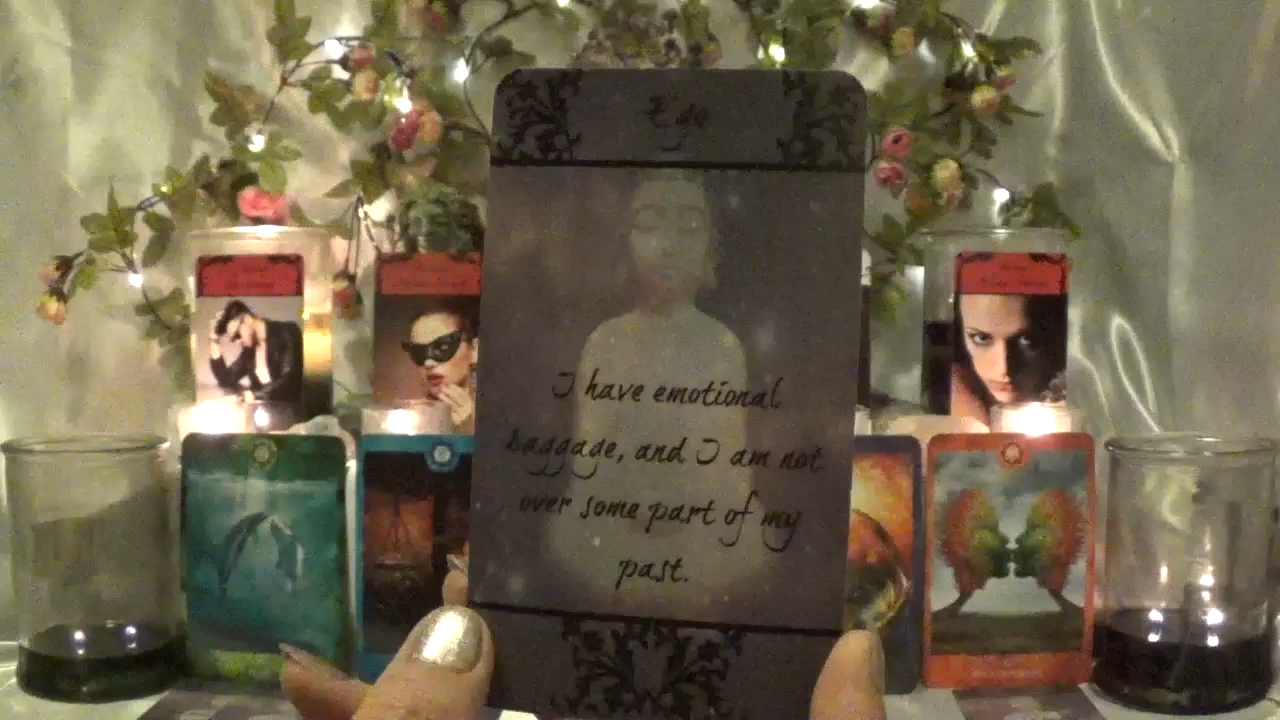 Ego
I have emotional
baggage, and I am not
over some part of my
past.